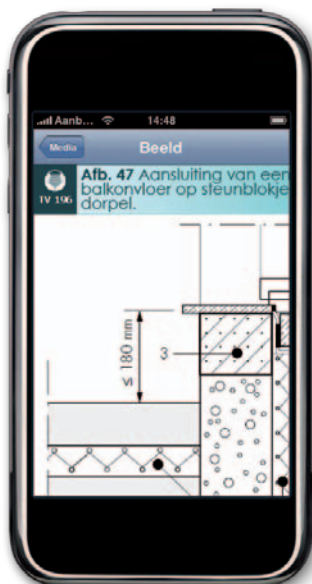 Aanb... 14:48
Media Beeld
Afb. 47 Aansluiting van een
balkonvloer op steunblokje
dorpel.
TV 196
≤ 180 mm
3